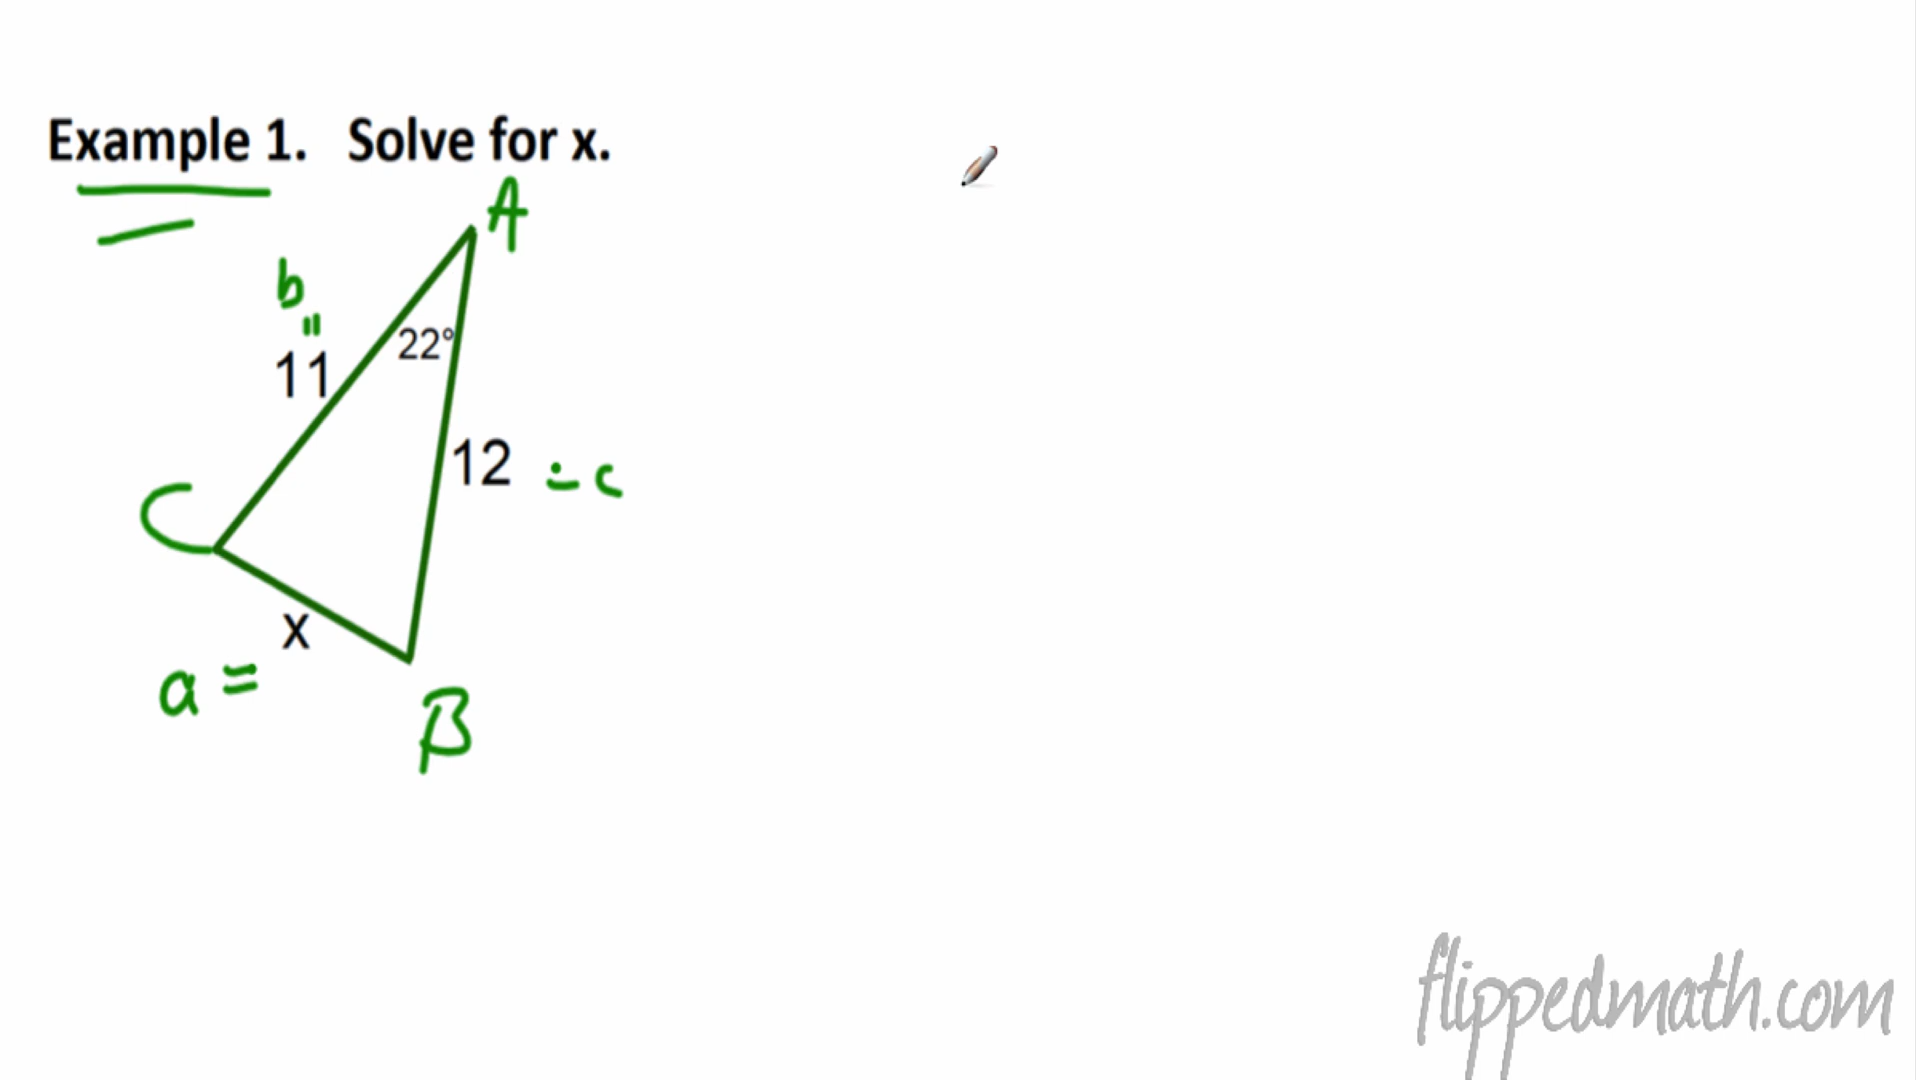 Example 1. Solve for x.
A
b
"
11
22°
12 = c
C
x
a =
B
flippedmath.com